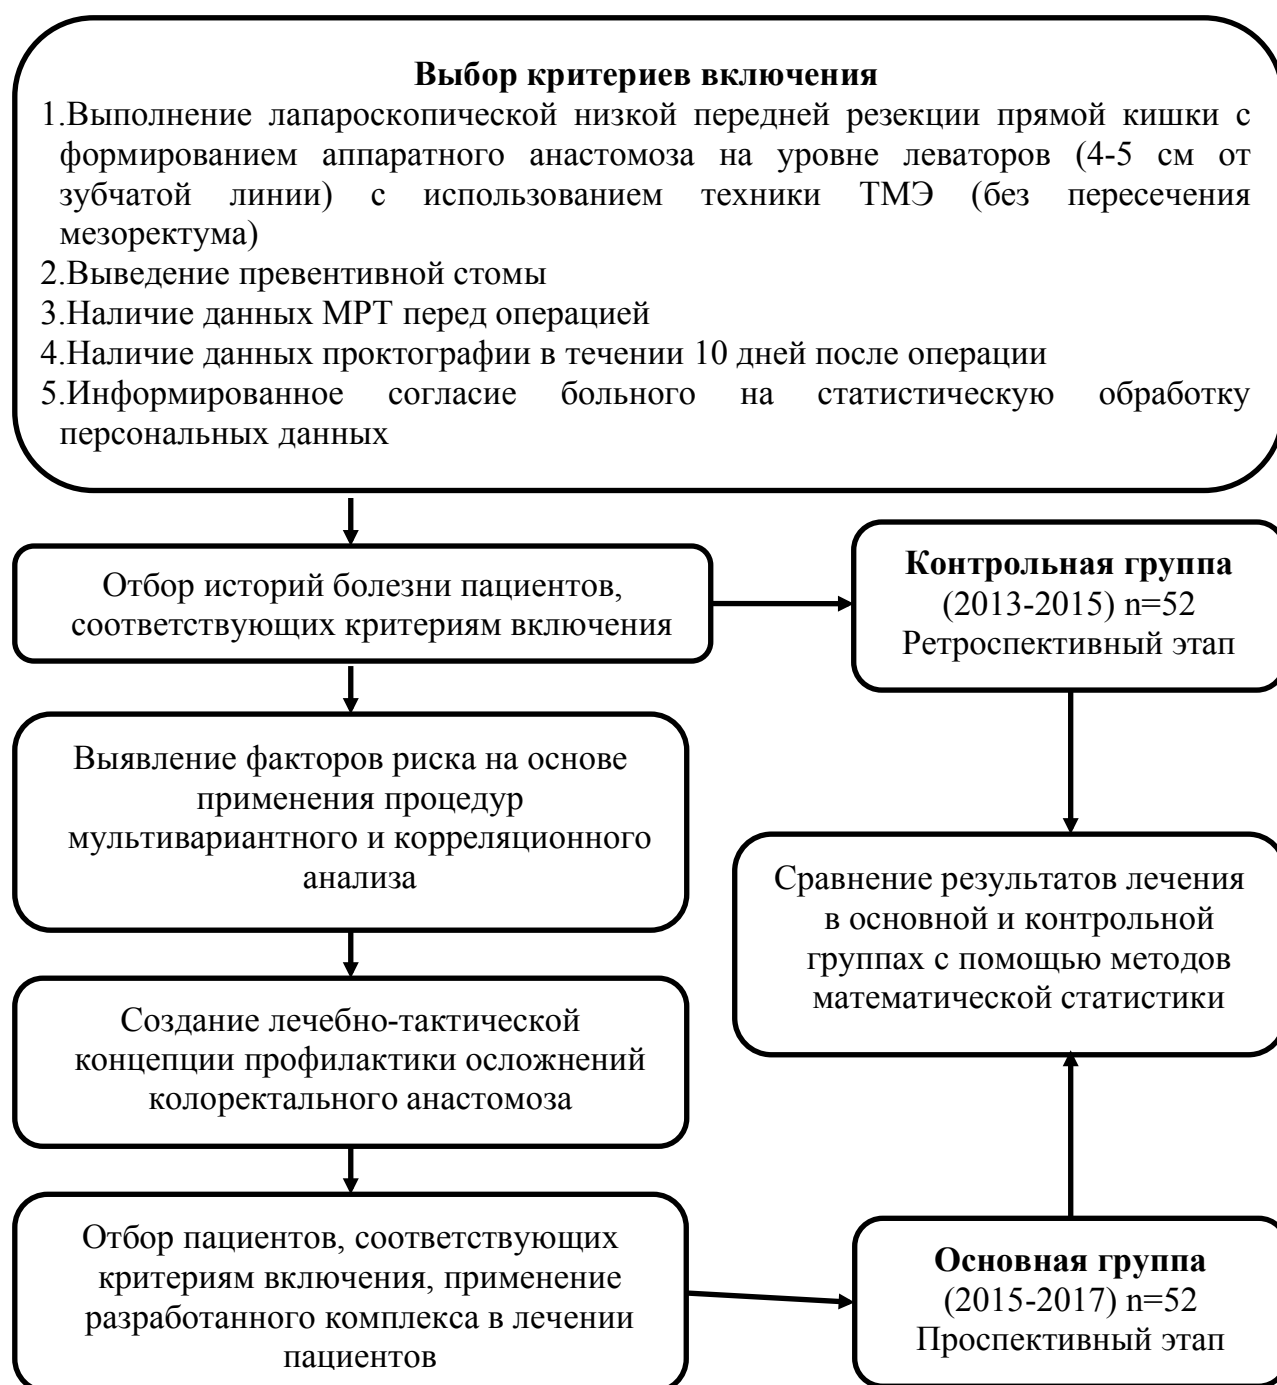 Выбор критериев включения
1.Выполнение лапароскопической низкой передней резекции прямой кишки с
формированием аппаратного анастомоза на уровне леваторов (4-5 см от
зубчатой линии) с использованием техники ТМЭ (без пересечения
мезоректума)
2.Выведение превентивной стомы
3.Наличие данных МРТ перед операцией
4.Наличие данных проктографии в течении 10 дней после операции
5.Информированное согласие больного на статистическую обработку
персональных данных
Отбор историй болезни пациентов,
соответствующих критериям включения
Контрольная группа
(2013-2015) n=52
Ретроспективный этап
Выявление факторов риска на основе
применения процедур
мультивариантного и корреляционного
анализа
Сравнение результатов лечения
в основной и контрольной
группах с помощью методов
математической статистики
Создание лечебно-тактической
концепции профилактики осложнений
колоректального анастомоза
Отбор пациентов, соответствующих
критериям включения, применение
разработанного комплекса в лечении
пациентов
Основная группа
(2015-2017) n=52
Проспективный этап